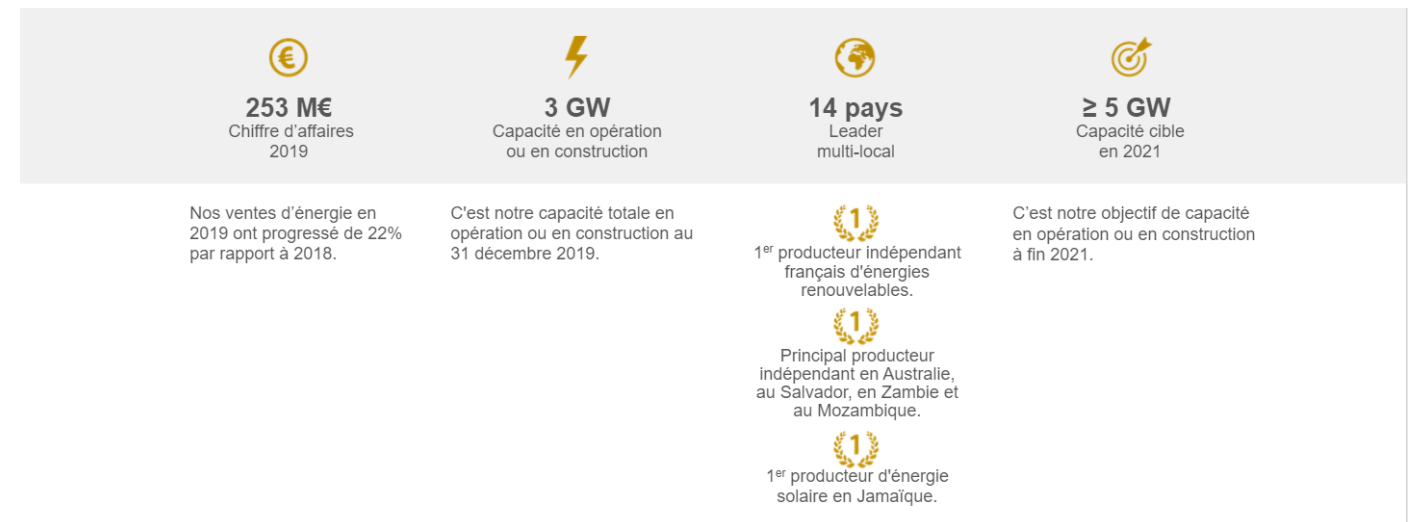 €
253 M€
Chiffre d'affaires
2019
3 GW
Capacité en opération
ou en construction
14 pays
Leader
multi-local
≥ 5 GW
Capacité cible
en 2021
Nos ventes d'énergie en
2019 ont progressé de 22%
par rapport à 2018.
C'est notre capacité totale en
opération ou en construction au
31 décembre 2019.
1
1er producteur indépendant
français d'énergies
renouvelables.
1
Principal producteur
indépendant en Australie,
au Salvador, en Zambie et
au Mozambique.
1
1er producteur d'énergie
solaire en Jamaïque.
C’est notre objectif de capacité
en opération ou en construction
à fin 2021.